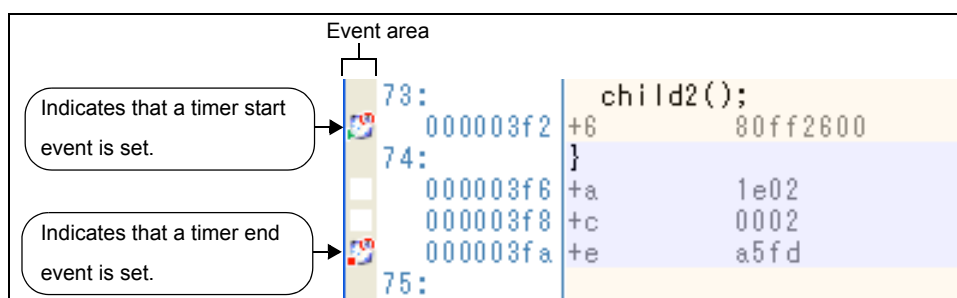 Event area
Indicates that a timer start
event is set.
Indicates that a timer end
event is set.
73: child2();
000003f2 +6 80ff2600
74: }
000003f6 +a 1e02
000003f8 +c 0002
000003fa +e a5fd
75: